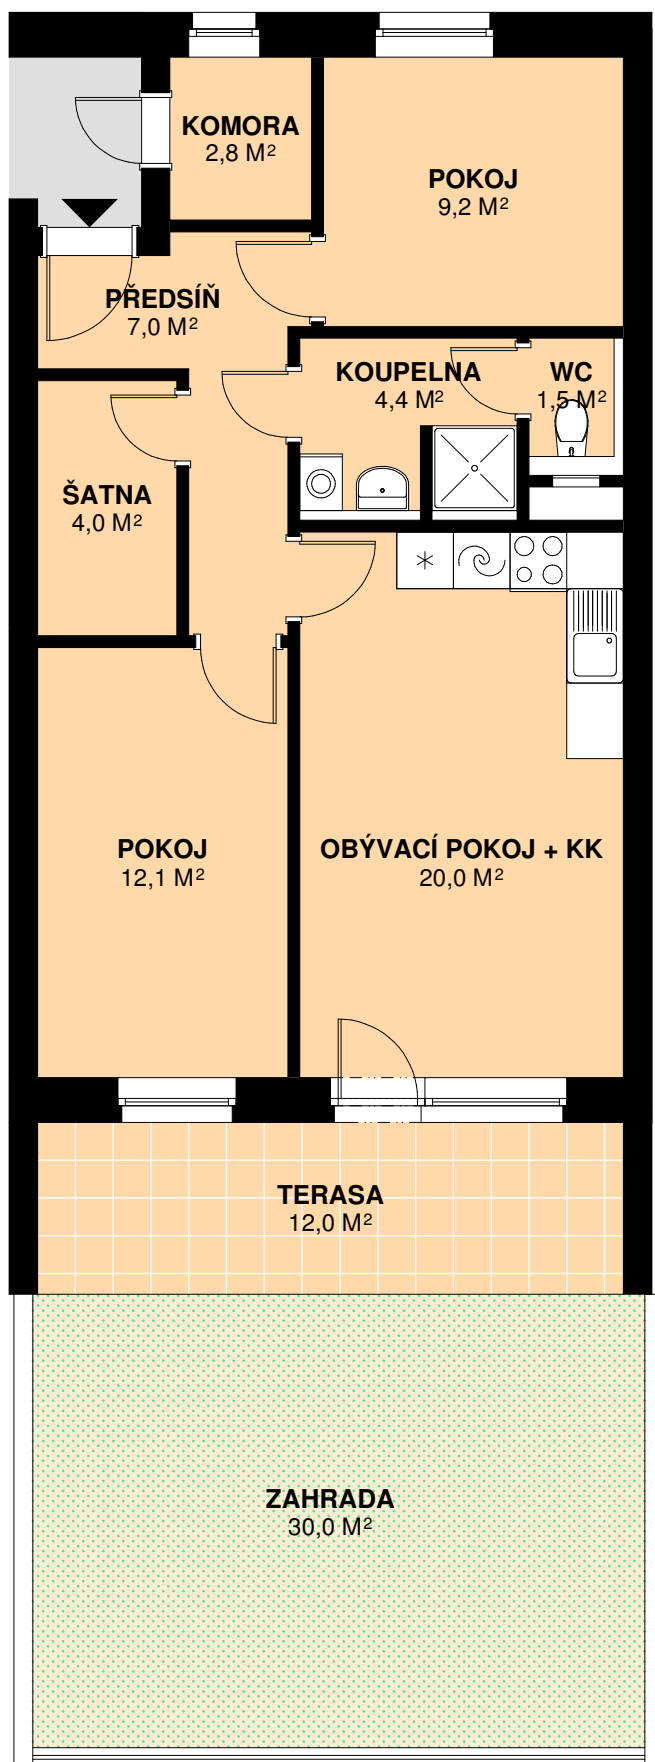 KOMORA
2,8 M²
POKOJ
9,2 M²
PŘEDSÍŇ
7,0 M²
KOUPELNA
4,4 M²
WC
1,5 M²
ŠATNA
4,0 M²
POKOJ
12,1 M²
OBÝVACÍ POKOJ + KK
20,0 M²
TERASA
12,0 M²
ZAHRADA
30,0 M²